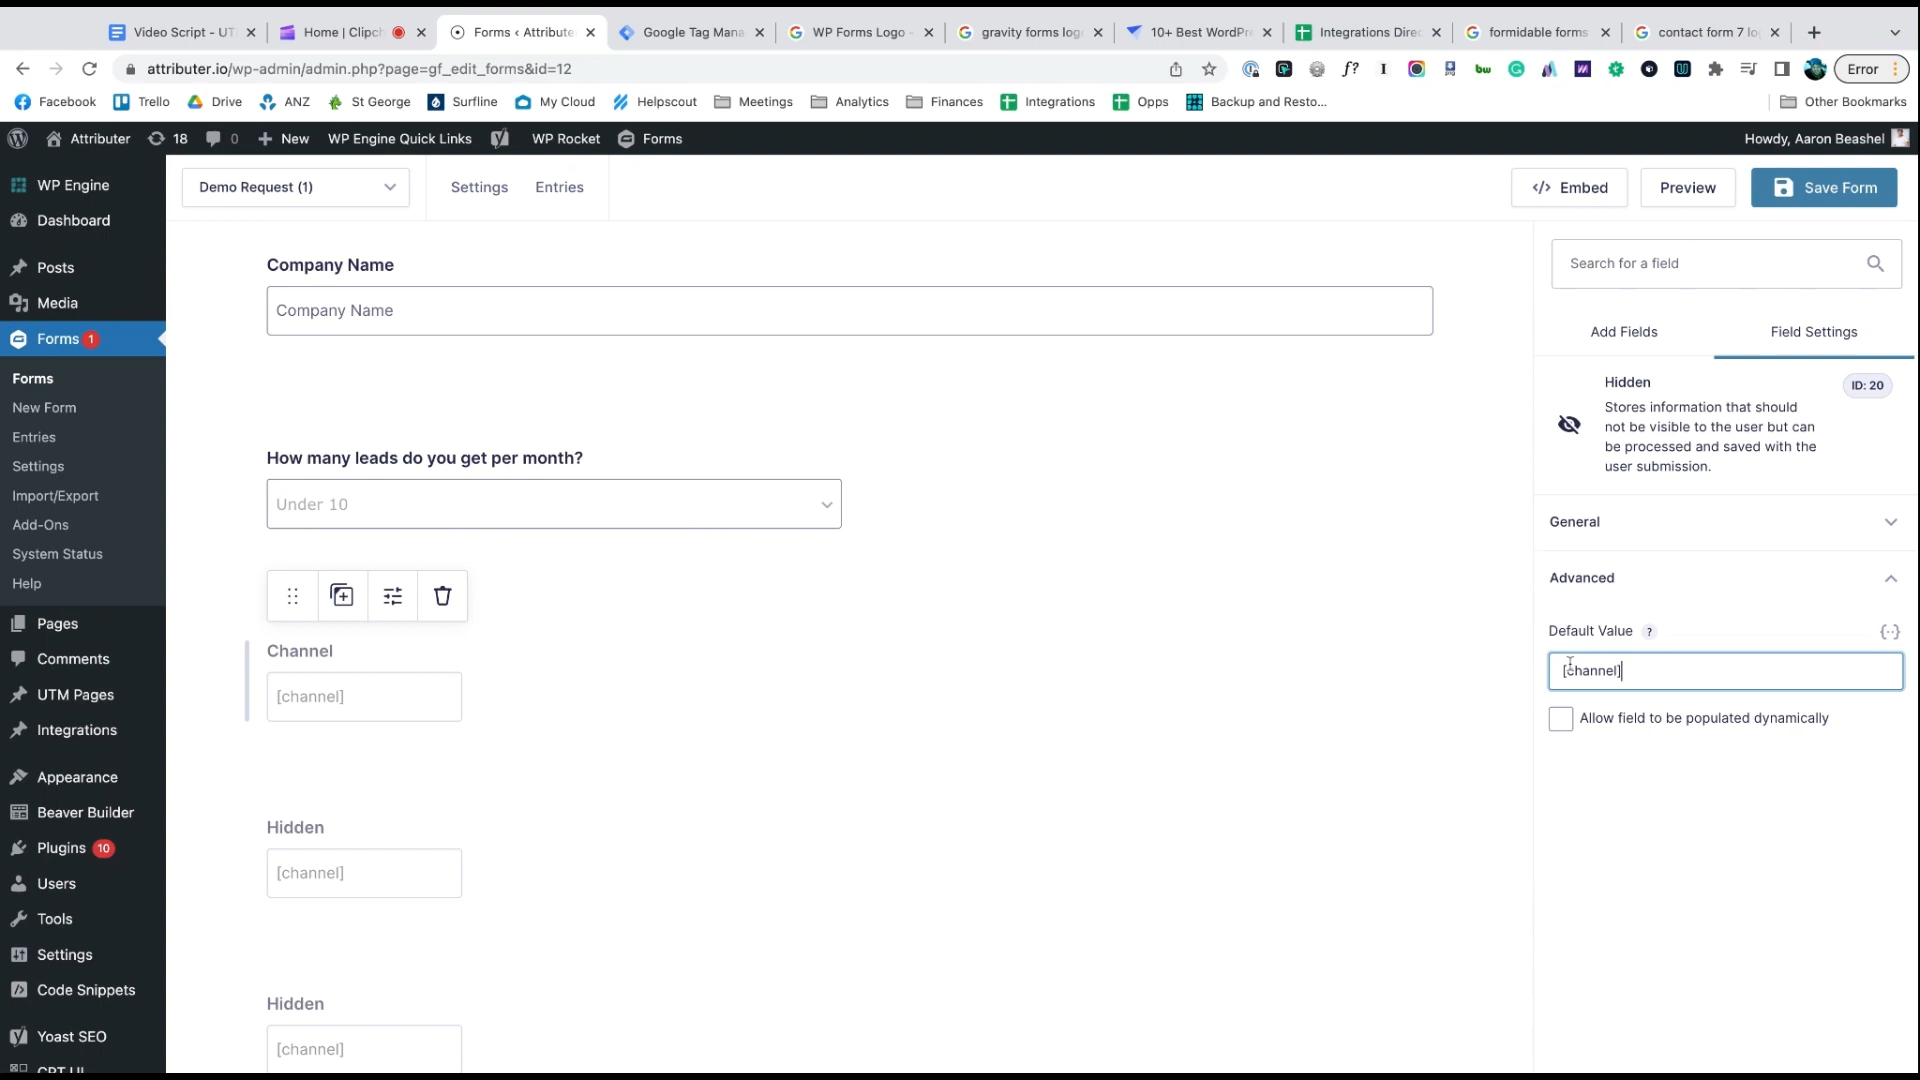 Video Script - UT
Home | Clipch
Forms ‹ Attribute
Google Tag Mana
WP Forms Logo -
gravity forms log
10+ Best WordPre
Integrations Direc
formidable forms
contact form 7 lo
attributer.io/wp-admin/admin.php?page=gf_edit_forms&id=12
Error
Facebook
Trello
Drive
ANZ
St George
Surfline
My Cloud
Helpscout
Meetings
Analytics
Finances
Integrations
Opps
Backup and Resto...
Other Bookmarks
Attributer
18
0
New
WP Engine Quick Links
WP Rocket
Forms
Howdy, Aaron Beashel
WP Engine
Dashboard
Posts
Media
Forms 1
Forms
New Form
Entries
Settings
Import/Export
Add-Ons
System Status
Help
Pages
Comments
UTM Pages
Integrations
Appearance
Beaver Builder
Plugins 10
Users
Tools
Settings
Code Snippets
Yoast SEO
CPT UI
Demo Request (1)
Settings
Entries
</> Embed
Preview
Save Form
Company Name
Company Name
How many leads do you get per month?
Under 10
Channel
[channel]
Hidden
[channel]
Hidden
[channel]
Search for a field
Add Fields
Field Settings
Hidden
ID: 20
Stores information that should
not be visible to the user but can
be processed and saved with the
user submission.
General
Advanced
Default Value ?
[channel]
Allow field to be populated dynamically